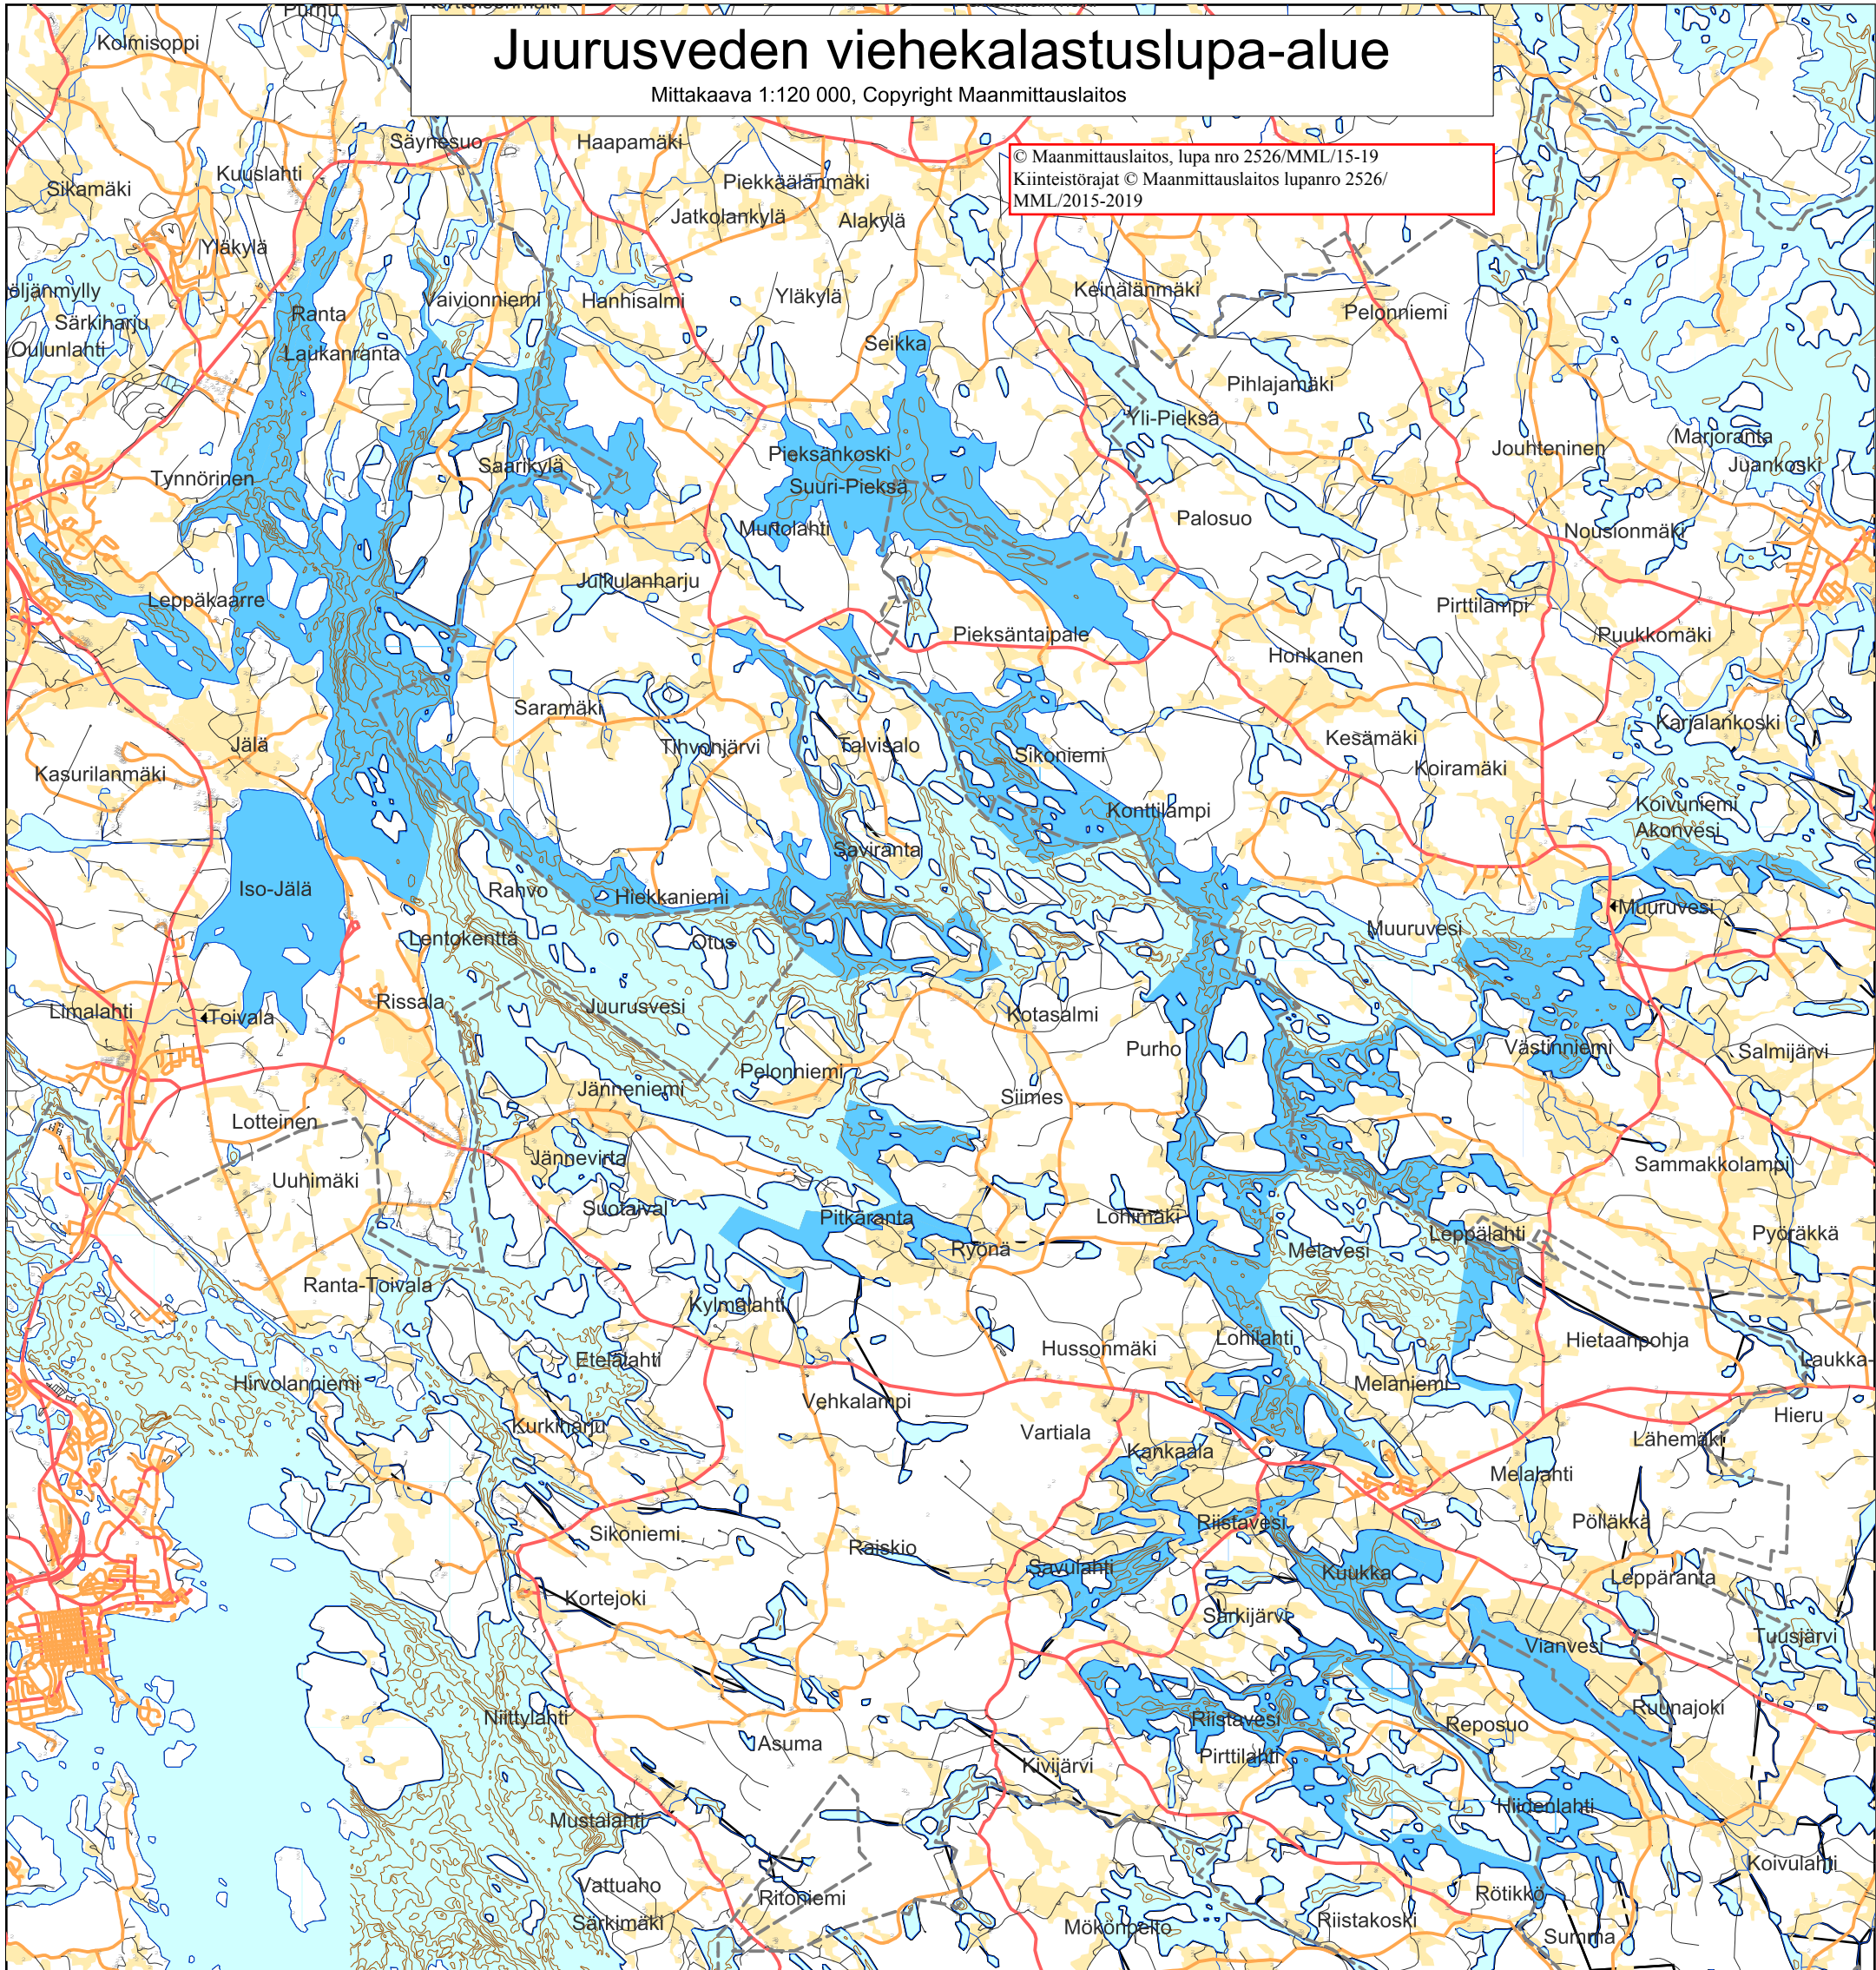 Juurusveden viehekalastuslupa-alue
Mittakaava 1:120 000, Copyright Maanmittauslaitos
© Maanmittauslaitos, lupa nro 2526/MML/15-19
Kiinteistörajat © Maanmittauslaitos lupanro 2526/
MML/2015-2019
Kolmisoppi
Säynesuo
Haapamäki
Sikamäki
Kuuslahti
Piekkäälänmäki
Jatkolankylä
Alakylä
Yläkylä
Vaivionniemi
Hanhisalmi
Yläkylä
Keinälänmäki
Pelonniemi
Särkiharju
Ranta
Oulunlahti
Laukanranta
Seikka
Pihlajamäki
Yli-Pieksä
Jouhteninen
Marjoranta
Juankoski
Tynnörinen
Saarikylä
Pieksänkoski
Suuri-Pieksä
Murtolahti
Palosuo
Nousionmäki
Leppäkaarre
Julkulanharju
Pieksäntaipale
Pirttilampi
Puukkomäki
Honkanen
Saramäki
Tihvonjärvi
Talvisalo
Sikoniemi
Kesämäki
Karjalankoski
Jälä
Kasurilanmäki
Koiramäki
Konttilampi
Koivuniemi
Akonvesi
Saviranta
Iso-Jälä
Rahvo
Hiekkaniemi
Muuruvesi
Muuruvesi
Lentokenttä
Otus
Limalahti
Toivala
Rissala
Juurusvesi
Kotasalmi
Purho
Västinniemi
Salmijärvi
Pelonniemi
Jänneniemi
Siimes
Lotteinen
Jännevirta
Sammakkolampi
Uuhimäki
Suotaival
Pitkäranta
Lohimäki
Ryönä
Melavesi
Leppälahti
Pyöräkkä
Ranta-Toivala
Kylmälahti
Lohilahti
Hussonmäki
Hietaanpohja
Etelälahti
Laukka-
Hirvolanniemi
Melaniemi
Vehkalampi
Kurkiharju
Vartiala
Kankaala
Lähemäki
Hieru
Melalahti
Sikoniemi
Raiskio
Riistavesi
Pölläkkä
Savulahti
Kuukka
Leppäranta
Kortejoki
Särkijärvi
Vianvesi
Tuusjärvi
Niittylahti
Riistavesi
Reposuo
Ruunajoki
Asuma
Kivijärvi
Pirttilahti
Mustalahti
Hiidenlahti
Koivulahti
Vattuaho
Ritoniemi
Särkimäki
Mökönpelto
Riistakoski
Rötikkö
Summa